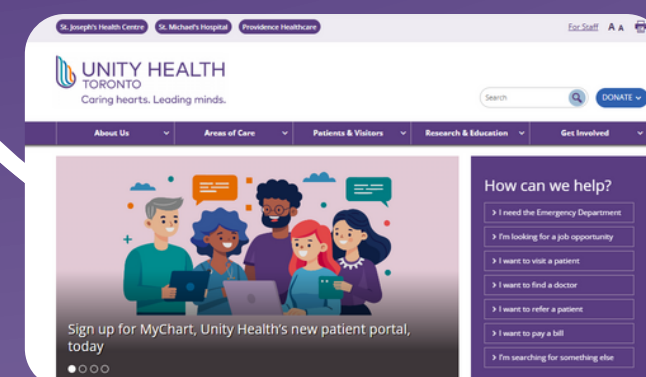 St. Joseph's Health Centre St. Michael's Hospital Providence Healthcare
For Staff A A
UNITY HEALTH
TORONTO
Caring hearts. Leading minds.
Search
DONATE
About Us Areas of Care Patients & Visitors Research & Education Get Involved
How can we help?
> I need the Emergency Department
> I'm looking for a job opportunity
> I want to visit a patient
> I want to find a doctor
> I want to refer a patient
> I want to pay a bill
> I'm searching for something else
Sign up for MyChart, Unity Health's new patient portal,
today